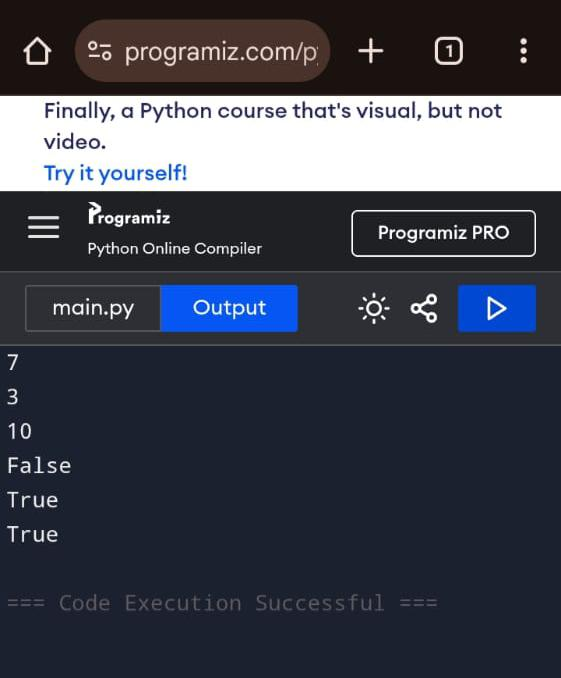 programiz.com/p
1
Finally, a Python course that's visual, but not
video.
Try it yourself!
Programiz
Python Online Compiler
Programiz PRO
main.py
Output
7
3
10
False
True
True
=== Code Execution Successful ===